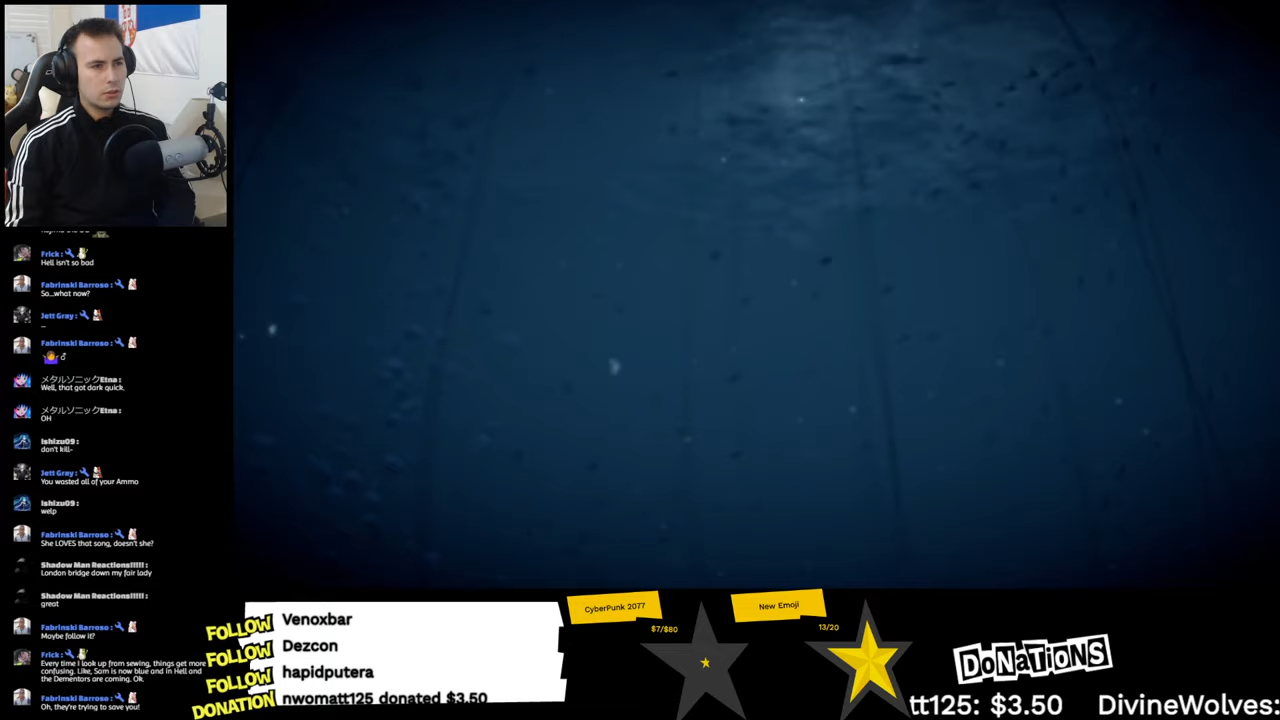 Frick :
Hell isn't so bad
Fabrinski Barroso :
So...what now?
Jett Gray :
...
Fabrinski Barroso :
メタルソニックEtna :
Well, that got dark quick.
メタルソニックEtna :
OH
Ishizu09 :
don't kill-
Jett Gray :
You wasted all of your Ammo
Ishizu09 :
welp
Fabrinski Barroso :
She LOVES that song, doesn't she?
Shadow Man Reactions!!!!! :
London bridge down my fair lady
Shadow Man Reactions!!!!! :
great
Fabrinski Barroso :
Maybe follow it?
Frick :
Every time I look up from sewing, things get more
confusing. Like, Sam is now blue and in Hell and
the Dementors are coming. Ok.
Fabrinski Barroso :
Oh, they're trying to save you!
FOLLOW Venoxbar
FOLLOW Dezcon
FOLLOW hapidputera
DONATION nwomatt125 donated $3.50
CyberPunk 2077
$7/$80
New Emoji
13/20
DoNaTioNS
tt125: $3.50 DivineWolves: